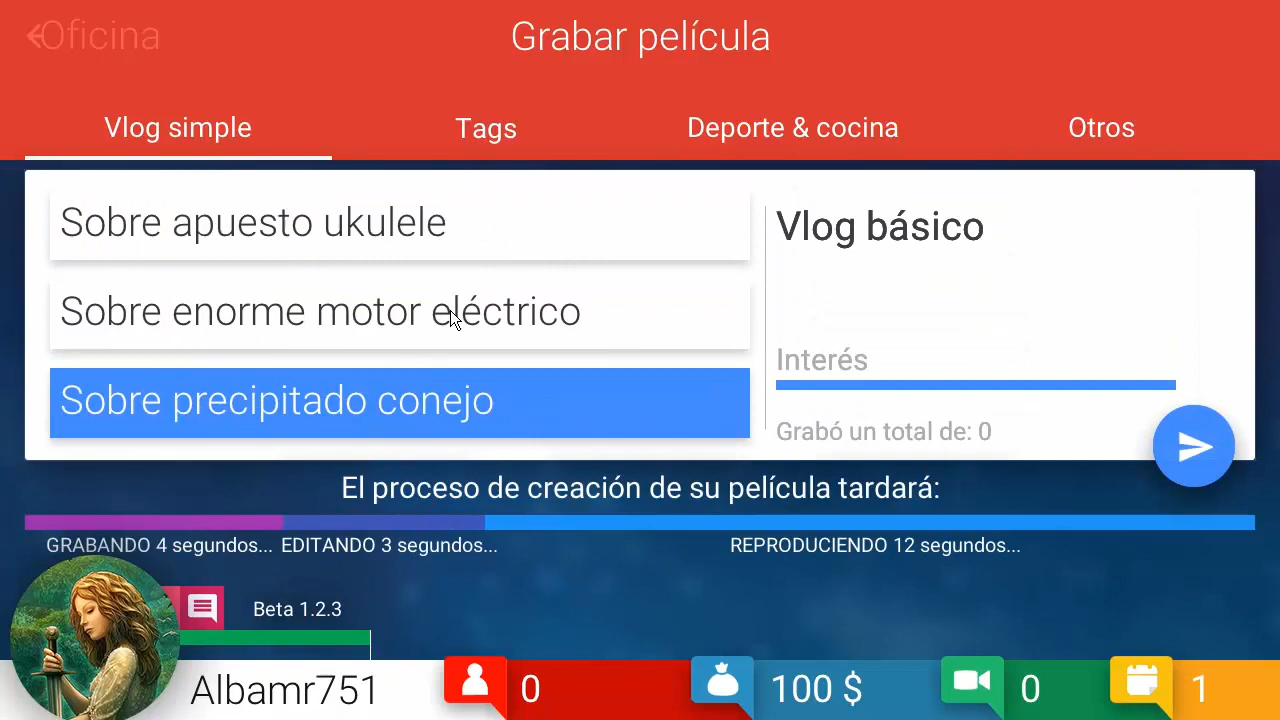 Oficina
Grabar película
Vlog simple
Tags
Deporte & cocina
Otros
Sobre apuesto ukulele
Sobre enorme motor eléctrico
Sobre precipitado conejo
Vlog básico
Interés
Grabó un total de: 0
El proceso de creación de su película tardará:
GRABANDO 4 segundos...
EDITANDO 3 segundos...
REPRODUCIENDO 12 segundos...
Beta 1.2.3
Albamr751
0
100 $
0
1